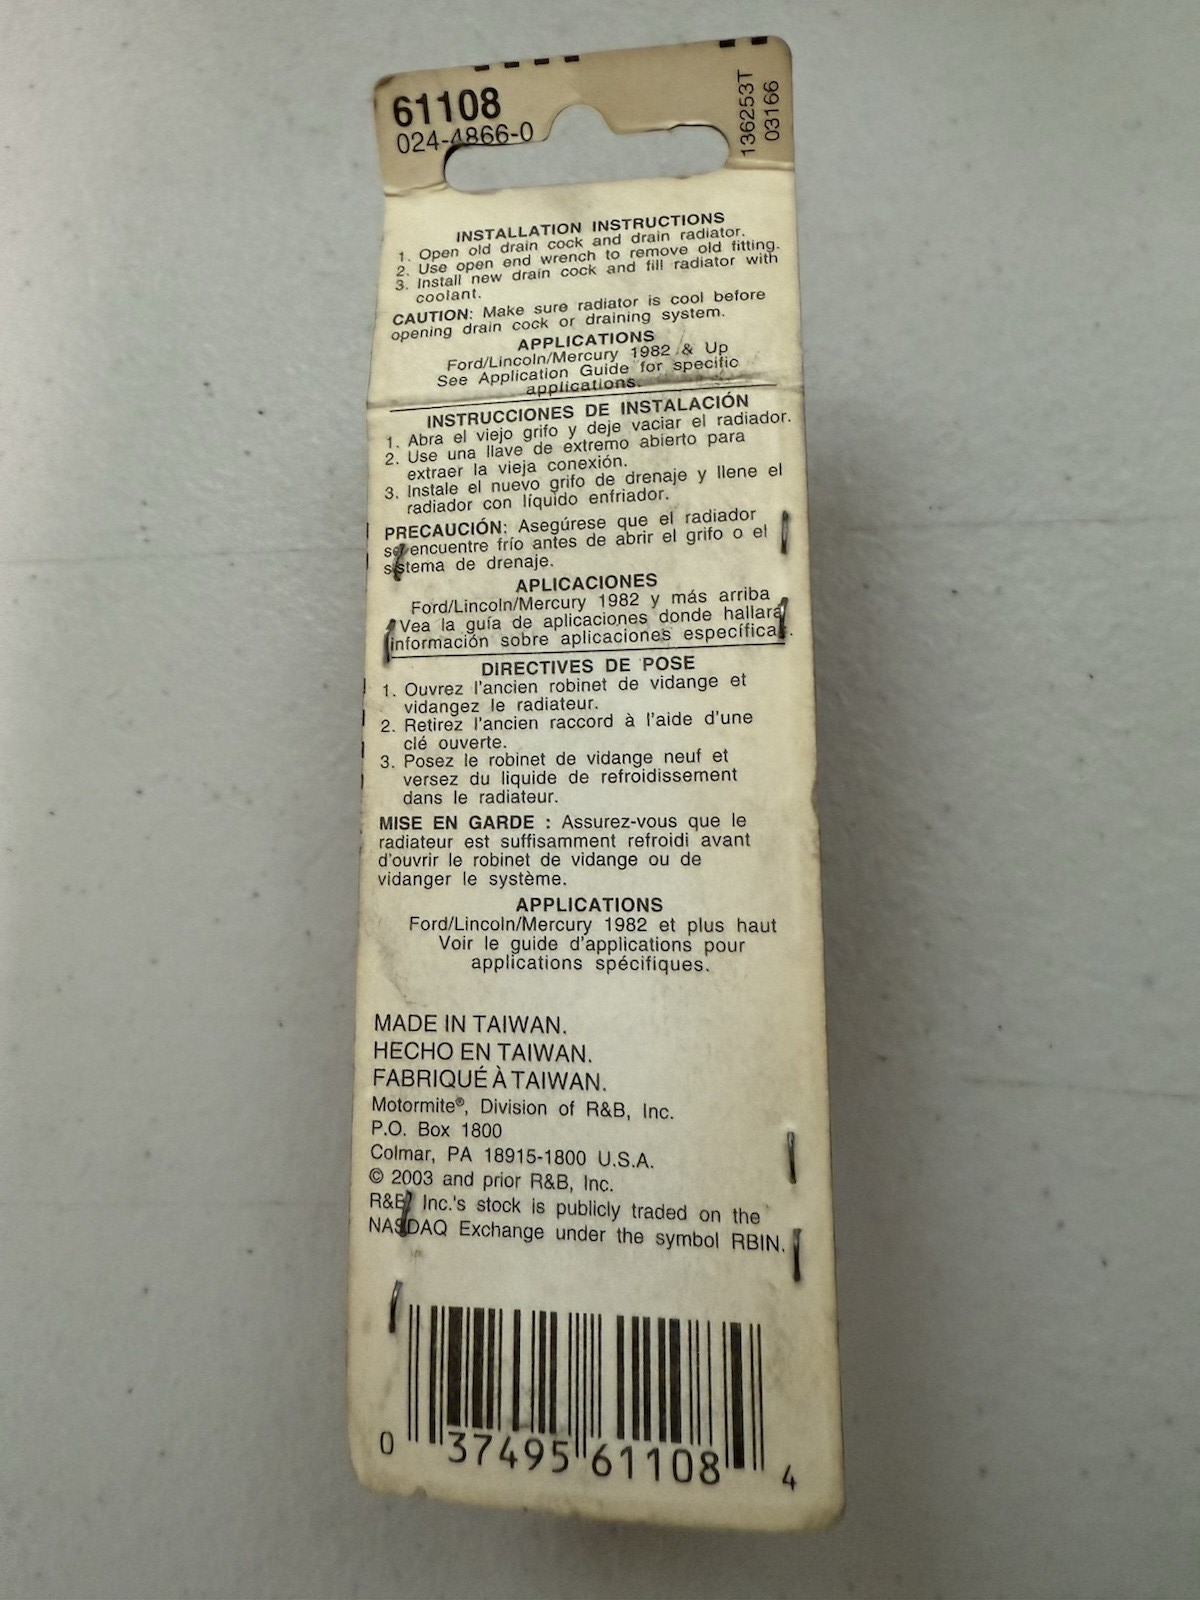 61108
024-4866-0
136253T
03166
INSTALLATION INSTRUCTIONS
1. Open old drain cock and drain radiator.
2. Use open end wrench to remove old fitting.
3. Install new drain cock and fill radiator with
coolant.
CAUTION: Make sure radiator is cool before
opening drain cock or draining system.
APPLICATIONS
Ford/Lincoln/Mercury 1982 & Up
See Application Guide for specific
applications.
INSTRUCCIONES DE INSTALACIÓN
1. Abra el viejo grifo y deje vaciar el radiador.
2. Use una llave de extremo abierto para
extraer la vieja conexión.
3. Instale el nuevo grifo de drenaje y llene el
radiador con líquido enfriador.
PRECAUCIÓN: Asegúrese que el radiador
se encuentre frío antes de abrir el grifo o el
sistema de drenaje.
APLICACIONES
Ford/Lincoln/Mercury 1982 y más arriba
Vea la guía de aplicaciones donde hallará
información sobre aplicaciones específicas.
DIRECTIVES DE POSE
1. Ouvrez l'ancien robinet de vidange et
vidangez le radiateur.
2. Retirez l'ancien raccord à l'aide d'une
clé ouverte.
3. Posez le robinet de vidange neuf et
versez du liquide de refroidissement
dans le radiateur.
MISE EN GARDE : Assurez-vous que le
radiateur est suffisamment refroidi avant
d'ouvrir le robinet de vidange ou de
vidanger le système.
APPLICATIONS
Ford/Lincoln/Mercury 1982 et plus haut
Voir le guide d'applications pour
applications spécifiques.
MADE IN TAIWAN.
HECHO EN TAIWAN.
FABRIQUÉ À TAIWAN.
Motormite®, Division of R&B, Inc.
P.O. Box 1800
Colmar, PA 18915-1800 U.S.A.
© 2003 and prior R&B, Inc.
R&B, Inc.'s stock is publicly traded on the
NASDAQ Exchange under the symbol RBIN.
0 37495 61108 4